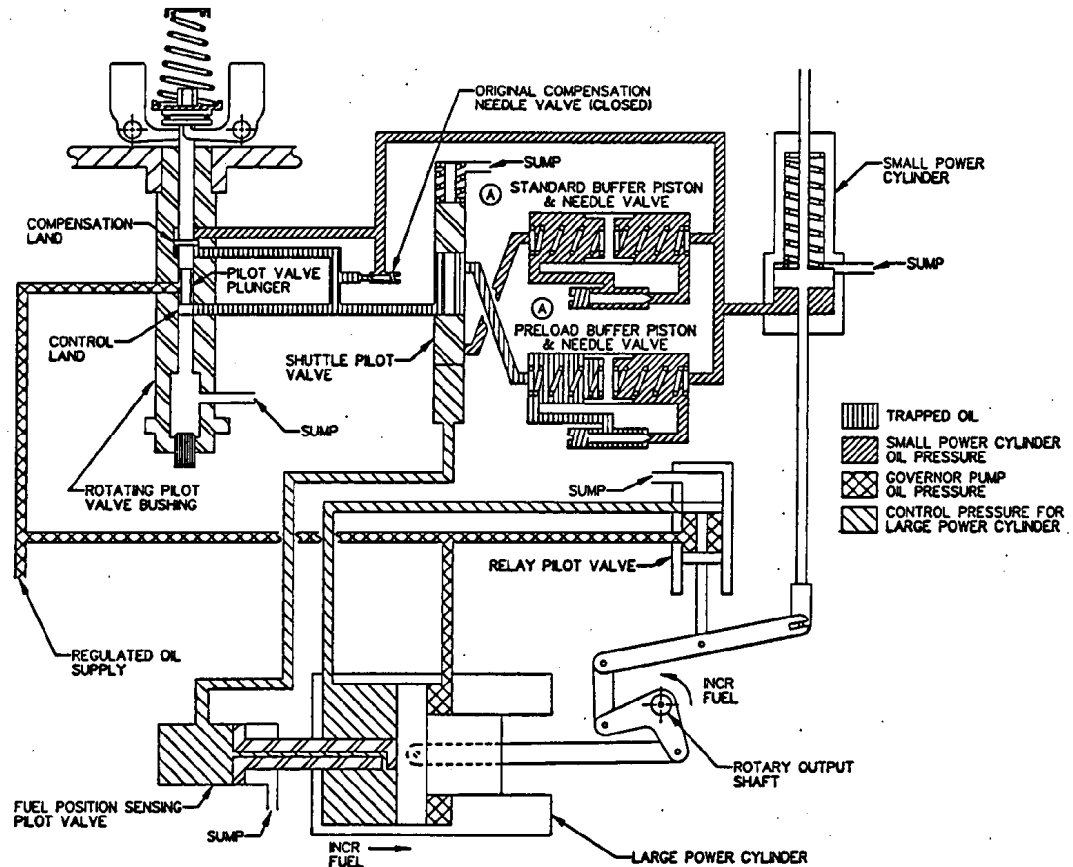 ORIGINAL COMPENSATION
NEEDLE VALVE (CLOSED)
SUMP
A
STANDARD BUFFER PISTON
& NEEDLE VALVE
SMALL POWER
CYLINDER
COMPENSATION
LAND
PILOT VALVE
PLUNGER
SUMP
A
PRELOAD BUFFER PISTON
& NEEDLE VALVE
CONTROL
LAND
SHUTTLE PILOT
VALVE
SUMP
TRAPPED OIL
SMALL POWER CYLINDER
OIL PRESSURE
GOVERNOR PUMP
OIL PRESSURE
CONTROL PRESSURE FOR
LARGE POWER CYLINDER
ROTATING PILOT
VALVE BUSHING
SUMP
RELAY PILOT VALVE
REGULATED OIL
SUPPLY
INCR
FUEL
ROTARY OUTPUT
SHAFT
FUEL POSITION SENSING
PILOT VALVE
SUMP
INCR
FUEL
LARGE POWER CYLINDER